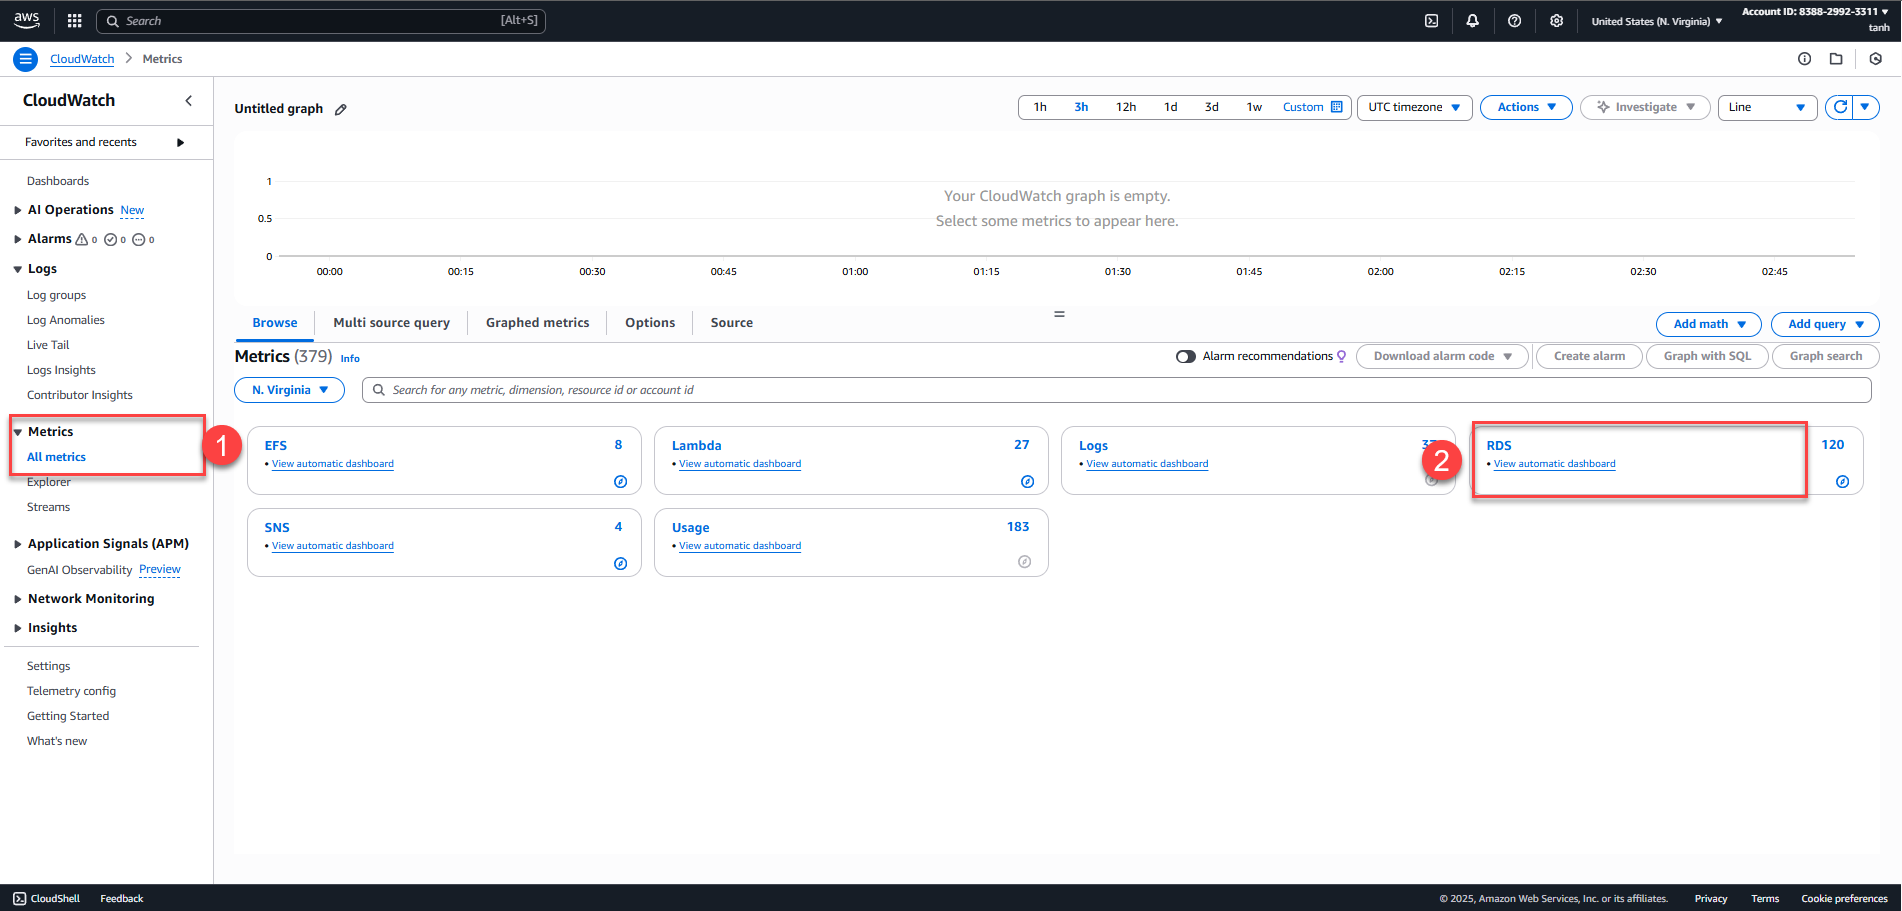 aws
Search [Alt+S]
United States (N. Virginia)
Account ID: 8388-2992-3311
tanh
CloudWatch
Metrics
CloudWatch
Favorites and recents
Dashboards
AI Operations New
Alarms 0 0 0
Logs
Log groups
Log Anomalies
Live Tail
Logs Insights
Contributor Insights
Metrics
All metrics
1
Explorer
Streams
Application Signals (APM)
GenAI Observability Preview
Network Monitoring
Insights
Settings
Telemetry config
Getting Started
What's new
Untitled graph
1h 3h 12h 1d 3d 1w Custom
UTC timezone
Actions
Investigate
Line
1
0.5
0
Your CloudWatch graph is empty.
Select some metrics to appear here.
00:00 00:15 00:30 00:45 01:00 01:15 01:30 01:45 02:00 02:15 02:30 02:45
Browse
Multi source query
Graphed metrics
Options
Source
Add math
Add query
Metrics (379) Info
Alarm recommendations
Download alarm code
Create alarm
Graph with SQL
Graph search
N. Virginia
Search for any metric, dimension, resource id or account id
EFS 8
• View automatic dashboard
Lambda 27
• View automatic dashboard
Logs
• View automatic dashboard
2
RDS 120
• View automatic dashboard
SNS 4
• View automatic dashboard
Usage 183
• View automatic dashboard
CloudShell
Feedback
© 2025, Amazon Web Services, Inc. or its affiliates.
Privacy
Terms
Cookie preferences